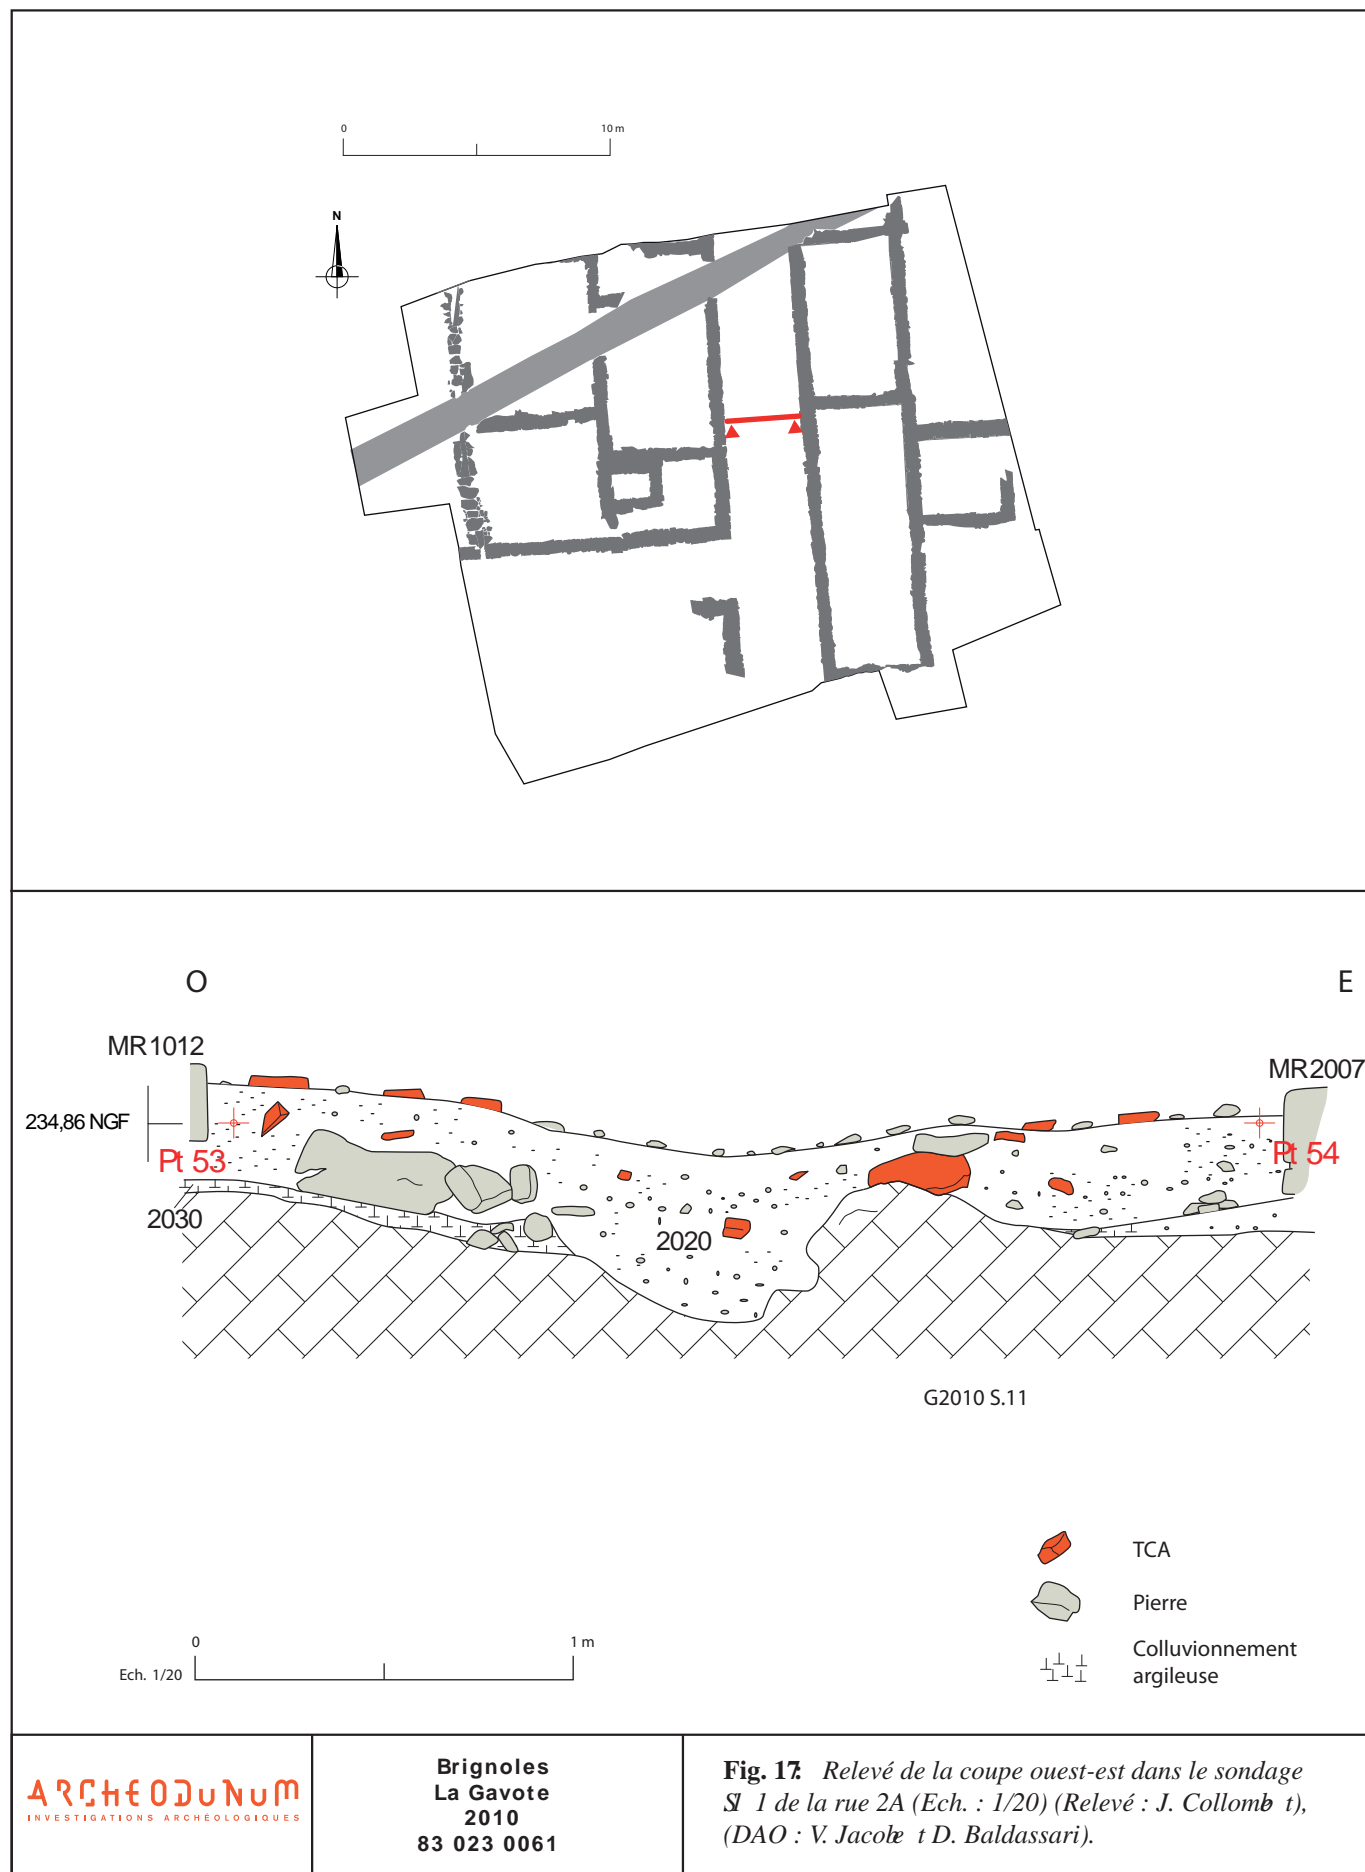 0 10 m
N
O E
MR1012
MR2007
234,86 NGF
Pt 53
Pt 54
2030
2020
G2010 S.11
TCA
Pierre
0 1 m
Colluvionnement
argileuse
Ech. 1/20
ARCHEODUNUM
INVESTIGATIONS ARCHÉOLOGIQUES
Brignoles
La Gavote
2010
83 023 0061
Fig. 17: Relevé de la coupe ouest-est dans le sondage
1 de la rue 2A (Ech. : 1/20) (Relevé : J. Collomb t),
(DAO : V. Jacob t D. Baldassari).